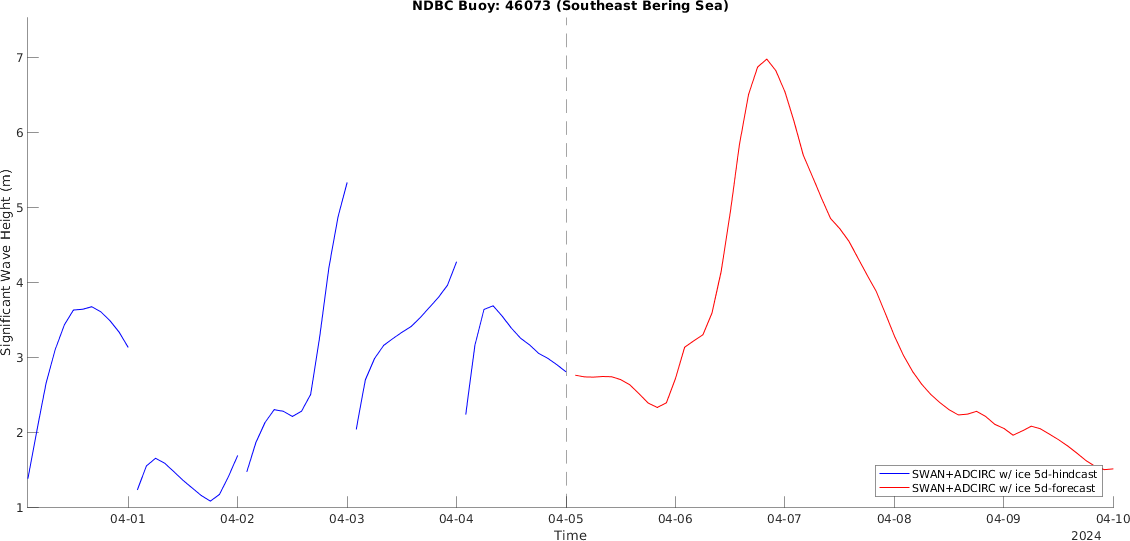 NDBC Buoy: 46073 (Southeast Bering Sea)
Significant Wave Height (m)
7
6
5
4
3
2
1
SWAN+ADCIRC w/ ice 5d-hindcast
SWAN+ADCIRC w/ ice 5d-forecast
04-01 04-02 04-03 04-04 04-05 04-06 04-07 04-08 04-09 04-10
Time
2024